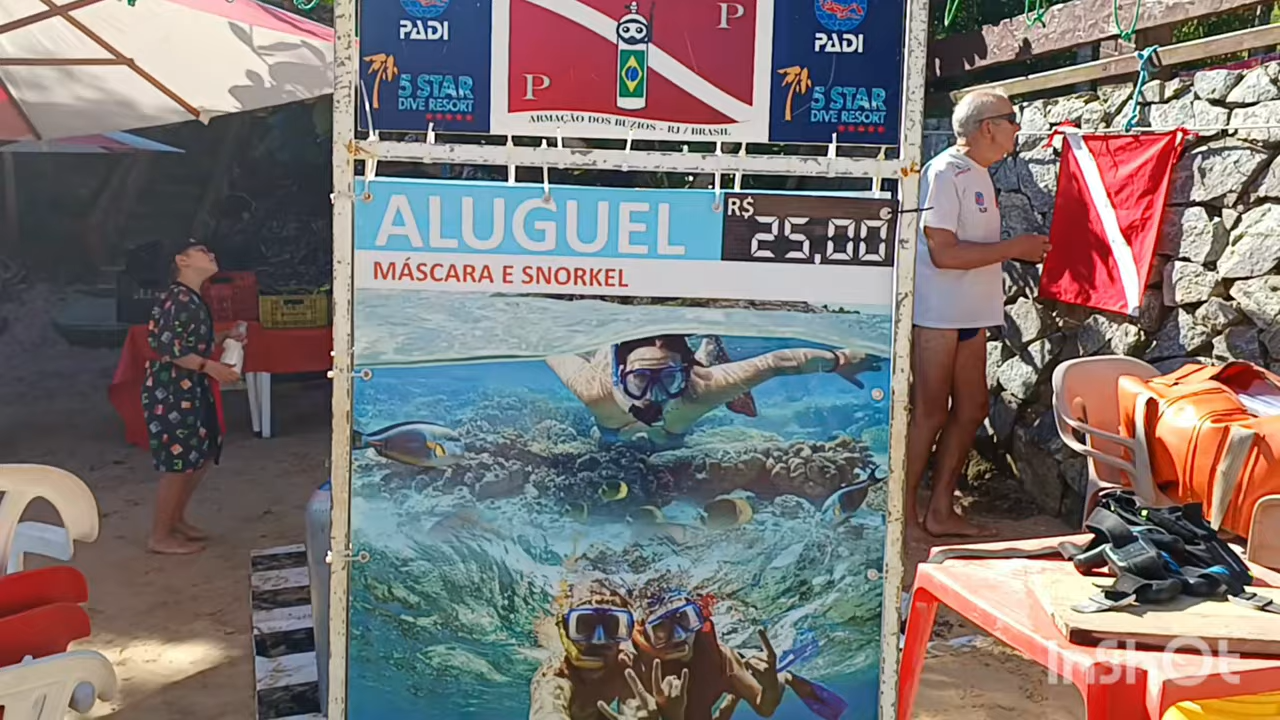 PADI
5 STAR
DIVE RESORT
P
P
ARMAÇÃO DOS BUZIOS - RJ / BRASIL
PADI
5 STAR
DIVE RESORT
ALUGUEL
R$ 25,00
MÁSCARA E SNORKEL
InShOt